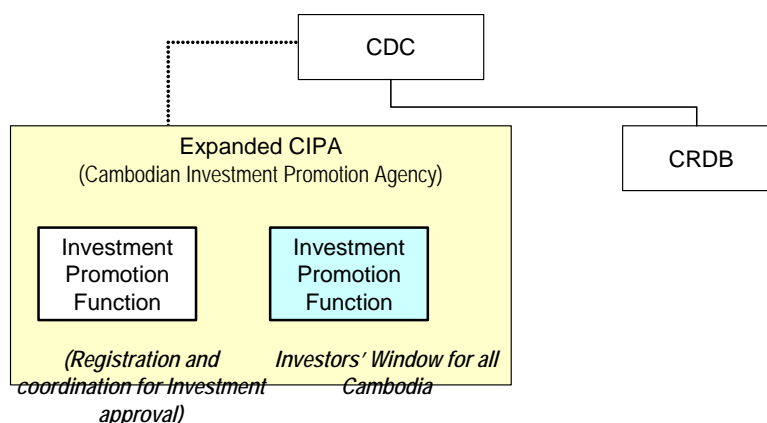 CDC
Expanded CIPA
(Cambodian Investment Promotion Agency)
CRDB
Investment
Promotion
Function
Investment
Promotion
Function
(Registration and
coordination for Investment
approval)
Investors’ Window for all
Cambodia